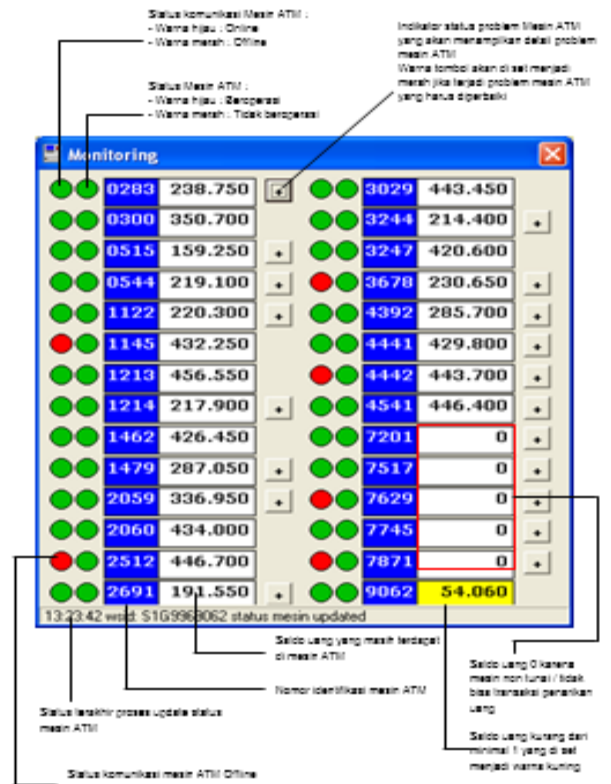 Status komunikasi Mesin ATM :
- Warna hijau : Online
- Warna merah : Offline
Status Mesin ATM :
- Warna hijau : Beroperasi
- Warna merah : Tidak beroperasi
Indikator status problem Mesin ATM
yang akan menampilkan detail problem
mesin ATM
Warna tombol akan di set menjadi
merah jika terjadi problem mesin ATM
yang harus diperbaiki
Monitoring
0283 238.750 + 3029 443.450
0300 350.700 3244 214.400 +
0515 159.250 + 3247 420.600
0544 219.100 + 3678 230.650 +
1122 220.300 + 4392 285.700 +
1145 432.250 4441 429.800 +
1213 456.550 4442 443.700 +
1214 217.900 + 4541 446.400 +
1462 426.450 7201 0 +
1479 287.050 + 7517 0 +
2059 336.950 + 7629 0 +
2060 434.000 7745 0 +
2512 446.700 7871 0 +
2691 191.550 + 9062 54.060
13:23:42 wsid: S1G9963062 status mesin updated
Saldo uang yang masih terdapat
di mesin ATM
Nomor identifikasi mesin ATM
Status terakhir proses update status
mesin ATM
Status komunikasi mesin ATM Offline
Saldo uang 0 karena
mesin non tunai / tidak
bisa transaksi penarikan
uang
Saldo uang kurang dari
minimal 1 yang di set
menjadi warna kuning